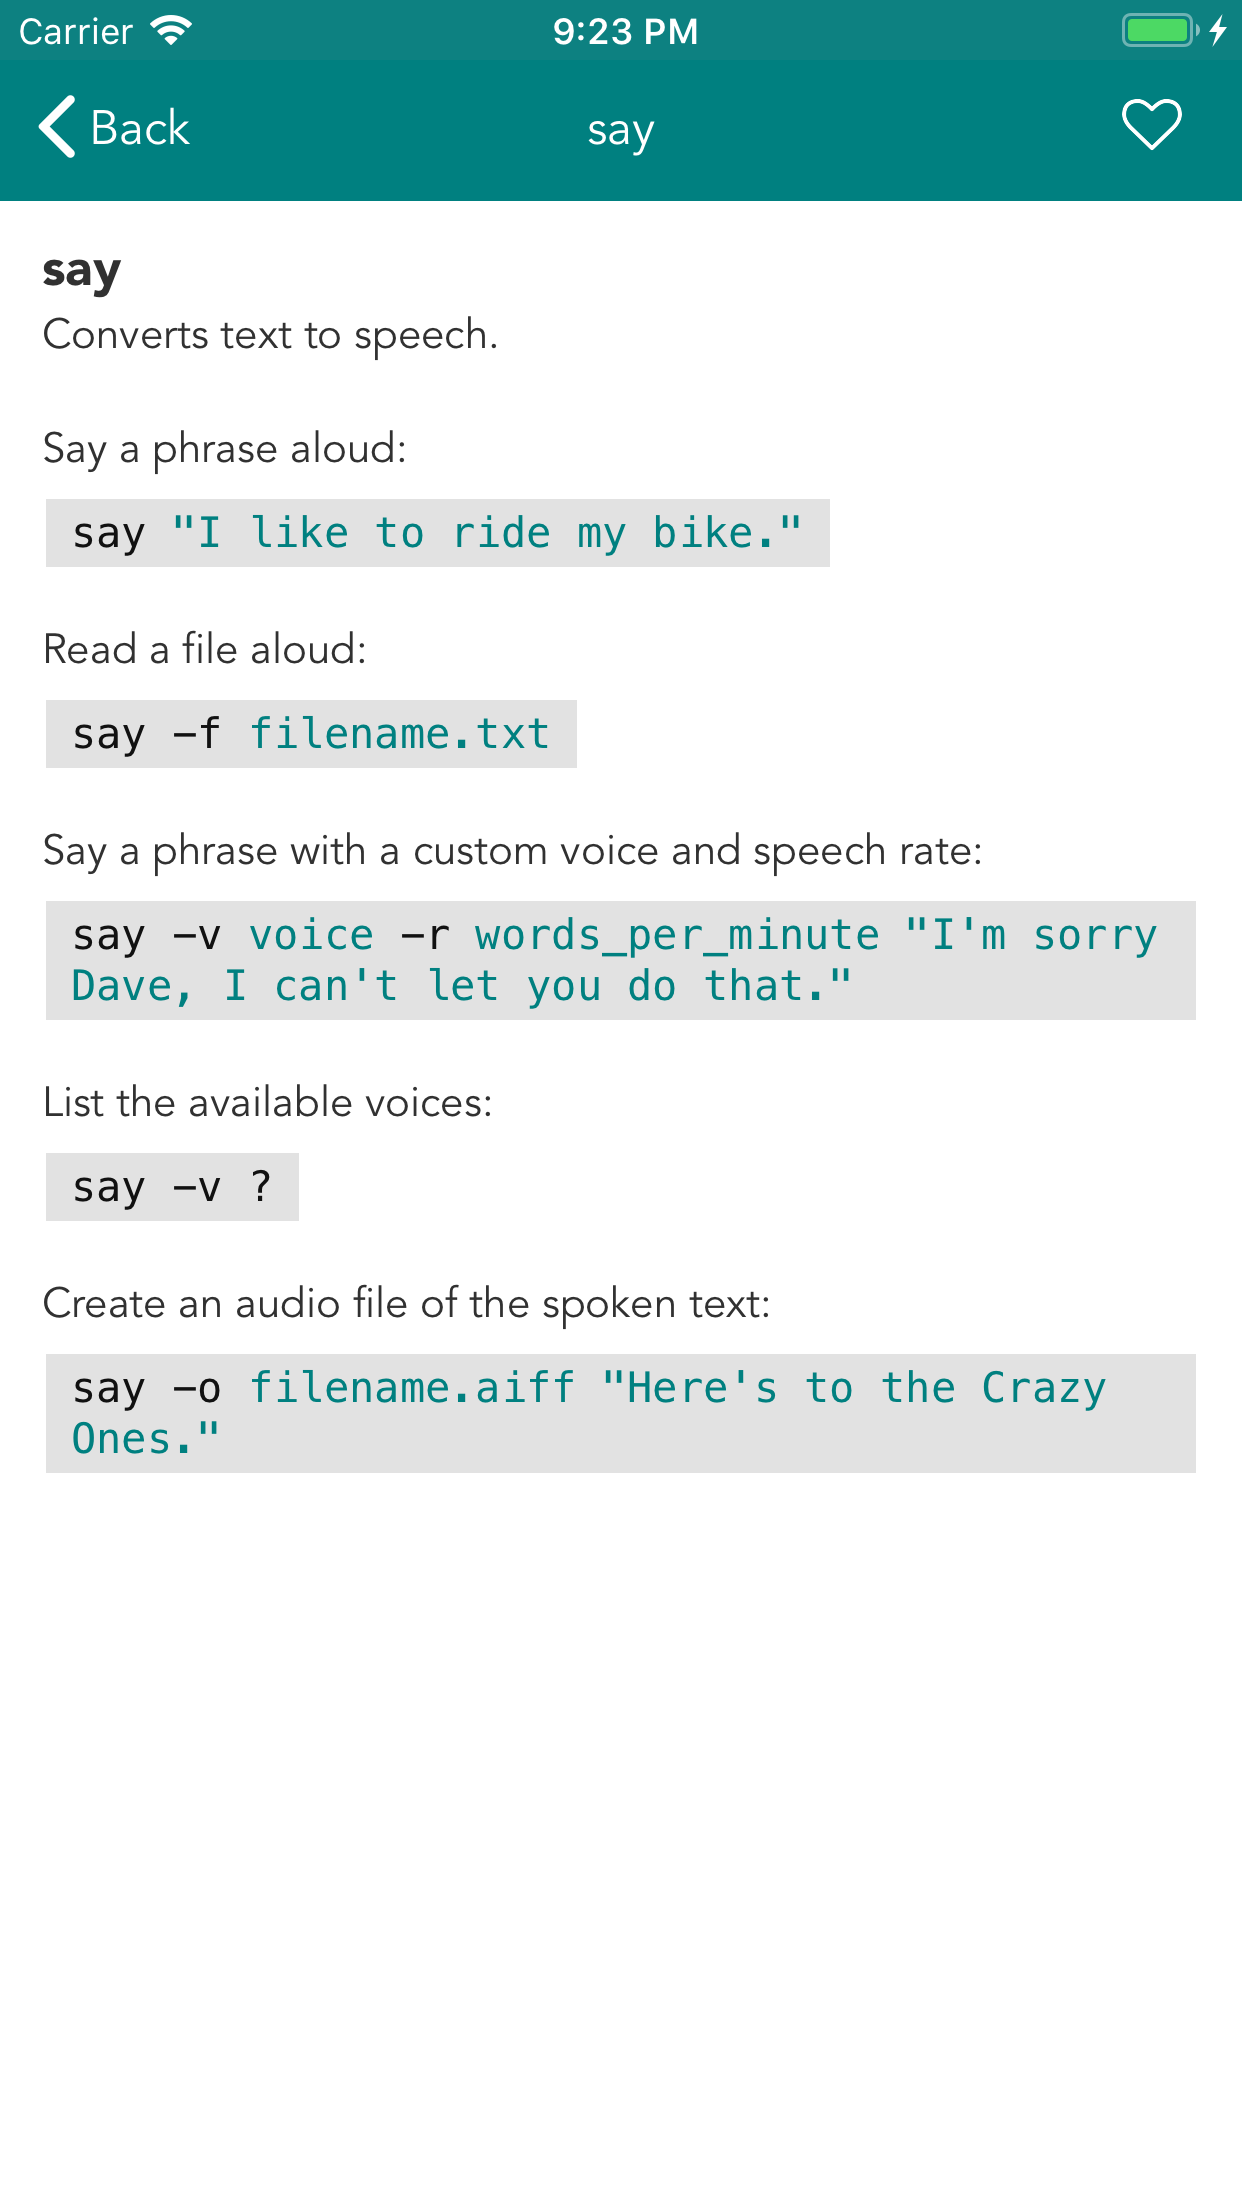 Carrier
9:23 PM
Back
say
say
Converts text to speech.
Say a phrase aloud:
say "I like to ride my bike."
Read a file aloud:
say -f filename.txt
Say a phrase with a custom voice and speech rate:
say -v voice -r words_per_minute "I'm sorry
Dave, I can't let you do that."
List the available voices:
say -v ?
Create an audio file of the spoken text:
say -o filename.aiff "Here's to the Crazy
Ones."